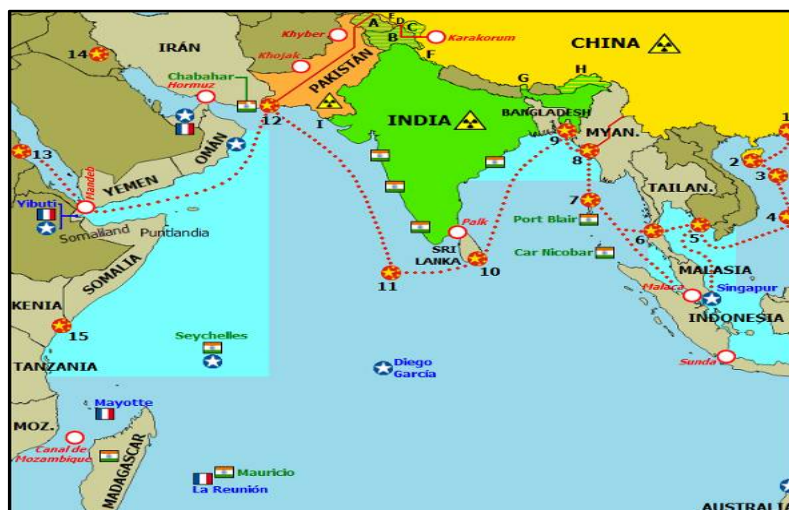 Khyber
A
E
D
C
B
F
Karakorum
CHINA
14
IRÁN
Khojak
PAKISTÁN
Chabahar
Hormuz
12
I
INDIA
G
H
BANGLADESH
9
MYAN.
8
1
2
3
4
13
OMÁN
YEMEN
Mandeb
Yibuti
Somaliland
Puntlandia
SOMALIA
TAILAN.
7
Port Blair
6
5
Palk
SRI
LANKA
10
11
Car Nicobar
MALASIA
Malaca
Singapur
INDONESIA
KENIA
15
Seychelles
TANZANIA
Diego
García
Sunda
Mayotte
MOZ.
Canal de
Mozambique
MADAGASCAR
Mauricio
La Reunión
AUSTRALIA